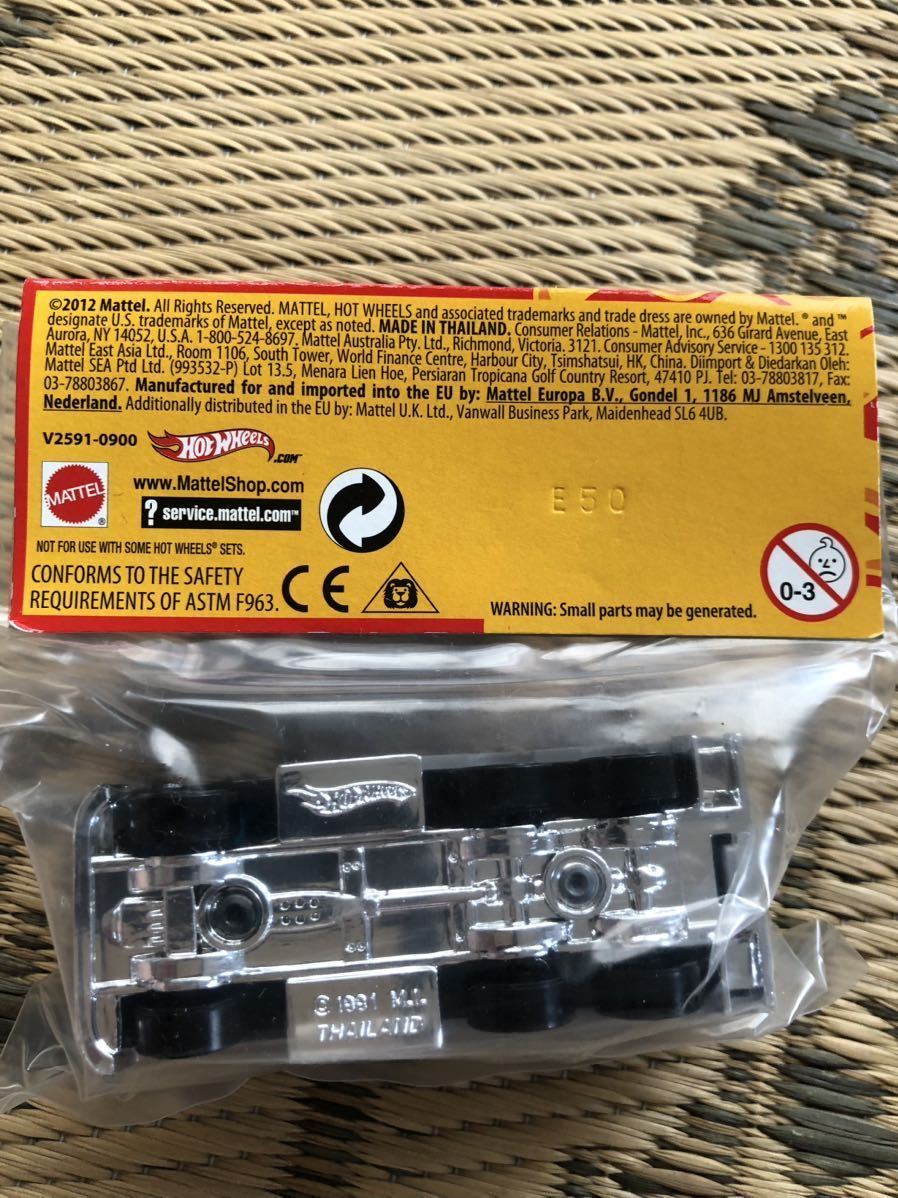 ©2012 Mattel. All Rights Reserved. MATTEL, HOT WHEELS and associated trademarks and trade dress are owned by Mattel. ® and ™
designate U.S. trademarks of Mattel, except as noted. MADE IN THAILAND. Consumer Relations - Mattel, Inc., 636 Girard Avenue, East
Aurora, NY 14052, U.S.A. 1-800-524-8697. Mattel Australia Pty. Ltd., Richmond, Victoria. 3121. Consumer Advisory Service - 1300 135 312.
Mattel East Asia Ltd., Room 1106, South Tower, World Finance Centre, Harbour City, Tsimshatsui, HK, China. Diimport & Diedarkan Oleh:
Mattel SEA Ptd Ltd. (993532-P) Lot 13.5, Menara Lien Hoe, Persiaran Tropicana Golf Country Resort, 47410 PJ. Tel: 03-78803817, Fax:
03-78803867. Manufactured for and imported into the EU by: Mattel Europa B.V., Gondel 1, 1186 MJ Amstelveen,
Nederland. Additionally distributed in the EU by: Mattel U.K. Ltd., Vanwall Business Park, Maidenhead SL6 4UB.
V2591-0900 HOT WHEELS .COM™
MATTEL ®
www.MattelShop.com
? service.mattel.com™
E50
NOT FOR USE WITH SOME HOT WHEELS® SETS.
CONFORMS TO THE SAFETY
REQUIREMENTS OF ASTM F963.
CE
WARNING: Small parts may be generated.
0-3
HOT WHEELS
© 1981 M.I.
THAILAND